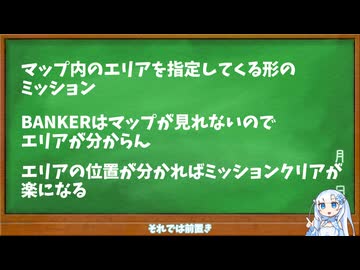 マップ内のエリアを指定してくる形の
ミッション
BANKERはマップが見れないので
エリアが分からん
エリアの位置が分かればミッションクリアが
楽になる
月
日
それでは前置き